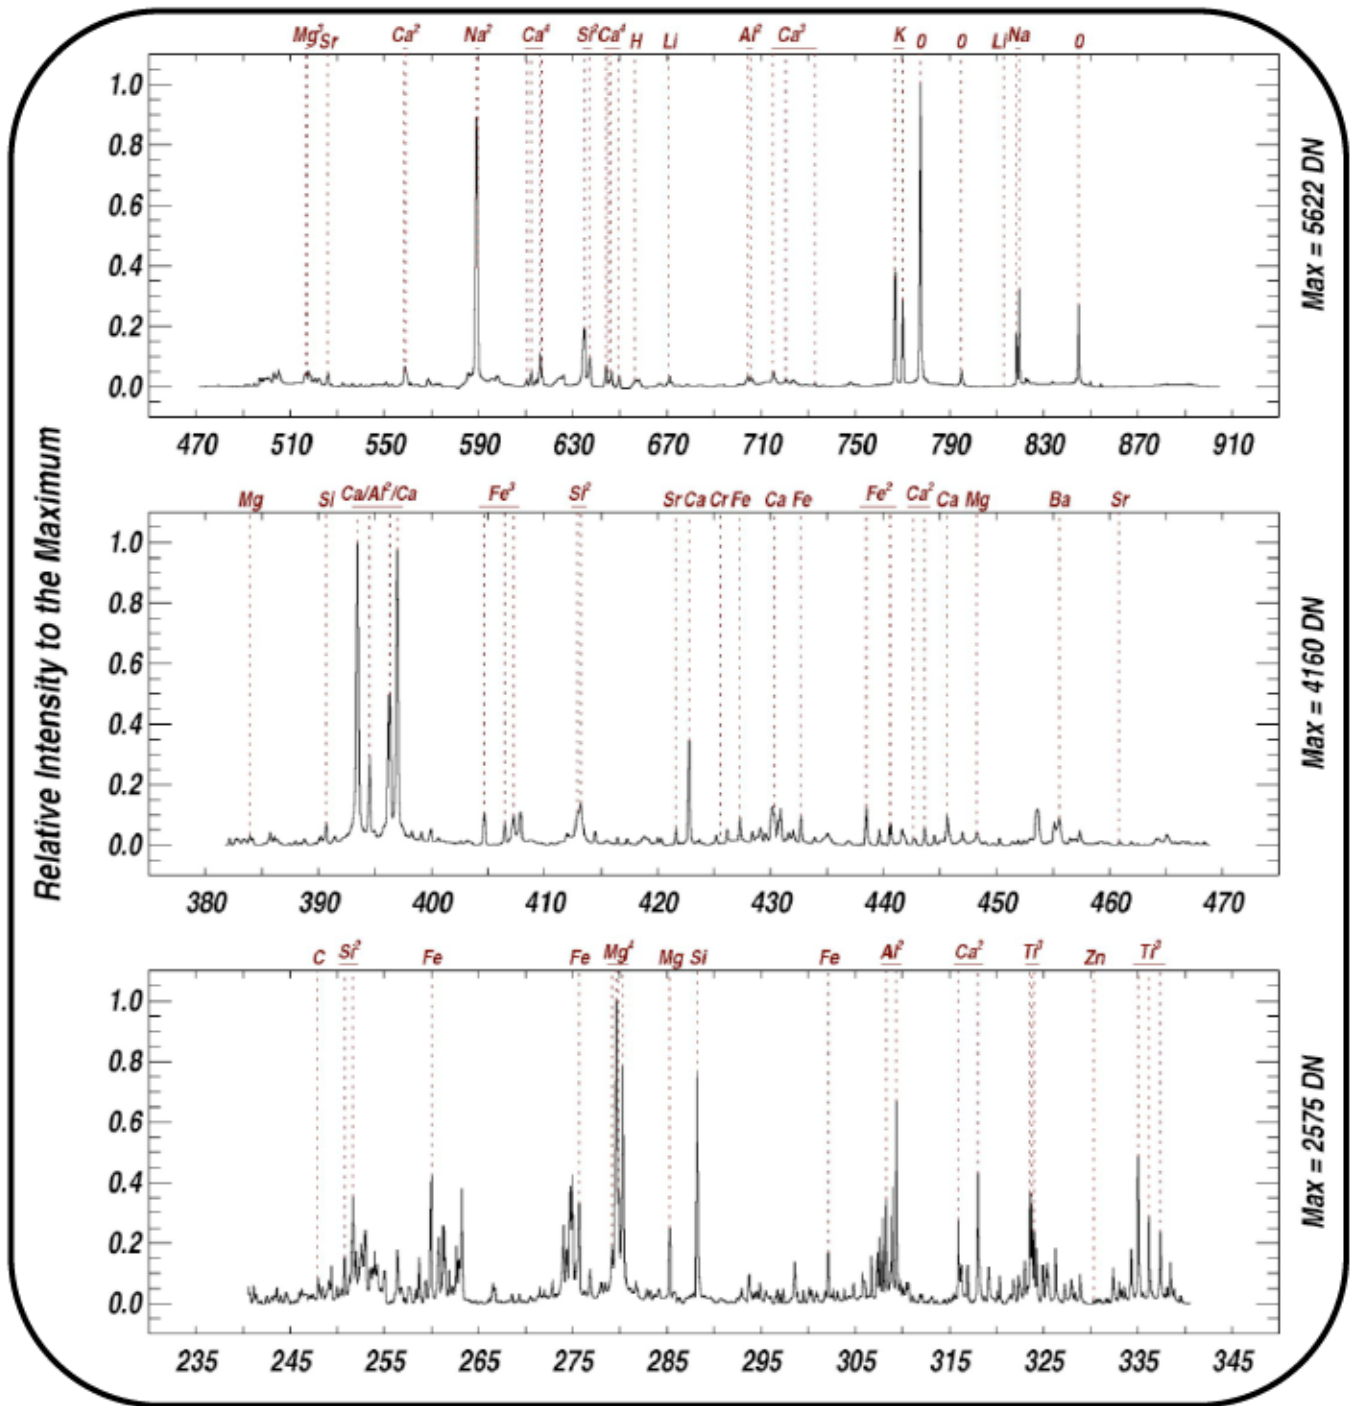 Mg² Sr Ca² Na² Ca⁴ Si² Ca⁴ H Li Al² Ca³ K O O Li Na O
1.0
0.8
0.6
0.4
0.2
0.0
470 510 560 590 630 670 710 750 790 830 870 910
Max = 5622 DN
Relative Intensity to the Maximum
Mg Si Ca/Al²/Ca Fe³ Si² Sr Ca Cr Fe Ca Fe Fe² Ca² Ca Mg Ba Sr
1.0
0.8
0.6
0.4
0.2
0.0
380 390 400 410 420 430 440 450 460 470
Max = 4160 DN
C Si² Fe Fe Mg⁴ Mg Si Fe Al² Ca² Ti³ Zn Ti³
1.0
0.8
0.6
0.4
0.2
0.0
235 245 255 265 275 285 295 305 315 325 335 345
Max = 2575 DN